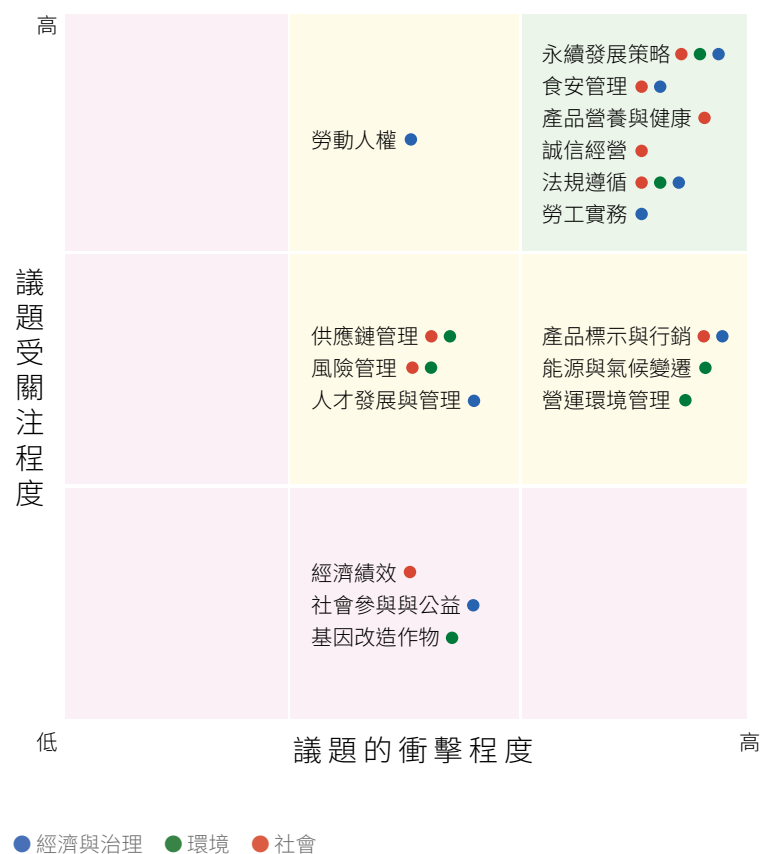 高
永續發展策略
食安管理
產品營養與健康
誠信經營
法規遵循
勞工實務
勞動人權
議題受關注程度
供應鏈管理
風險管理
人才發展與管理
產品標示與行銷
能源與氣候變遷
營運環境管理
經濟績效
社會參與與公益
基因改造作物
低
議題的衝擊程度
高
經濟與治理
環境
社會